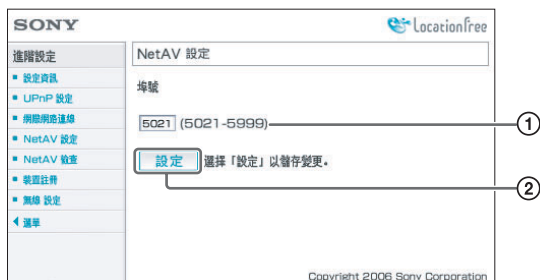 SONY
LocationFree
進階設定
設定資訊
UPnP 設定
網際網路連線
NetAV 設定
NetAV 檢查
裝置註冊
無線 設定
選單
NetAV 設定
埠號
5021 (5021-5999)
①
設定 選擇「設定」以儲存變更。
②
Copyright 2006 Sony Corporation